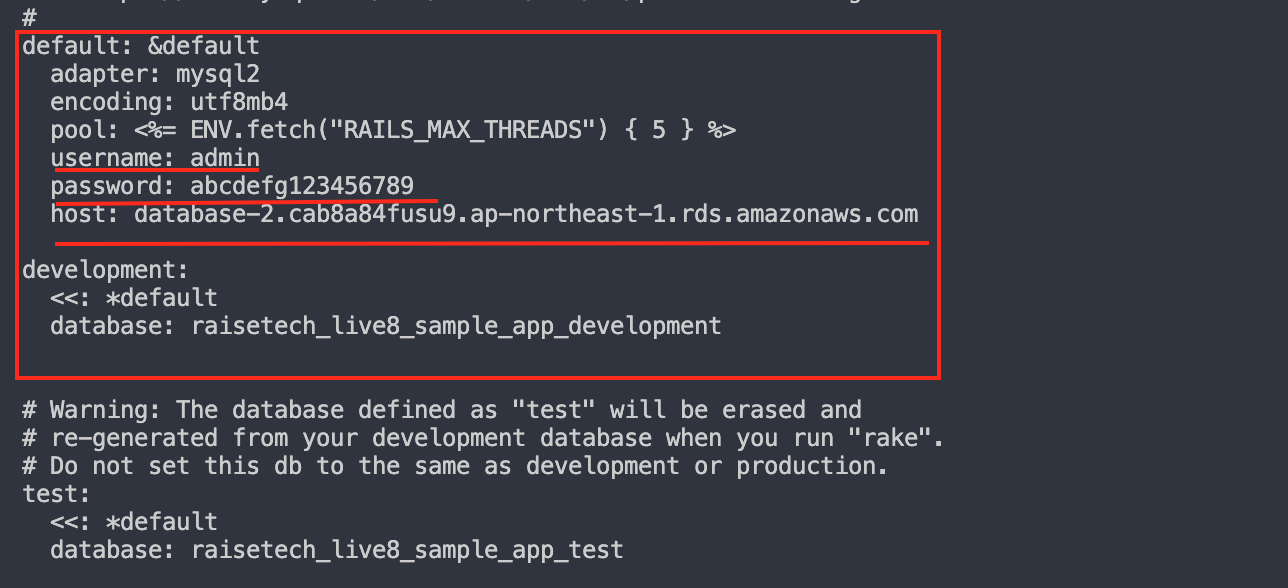 #
default: &default
  adapter: mysql2
  encoding: utf8mb4
  pool: <%= ENV.fetch("RAILS_MAX_THREADS") { 5 } %>
  username: admin
  password: abcdefg123456789
  host: database-2.cab8a84fusu9.ap-northeast-1.rds.amazonaws.com
development:
  <<: *default
  database: raisetech_live8_sample_app_development
# Warning: The database defined as "test" will be erased and
# re-generated from your development database when you run "rake".
# Do not set this db to the same as development or production.
test:
  <<: *default
  database: raisetech_live8_sample_app_test